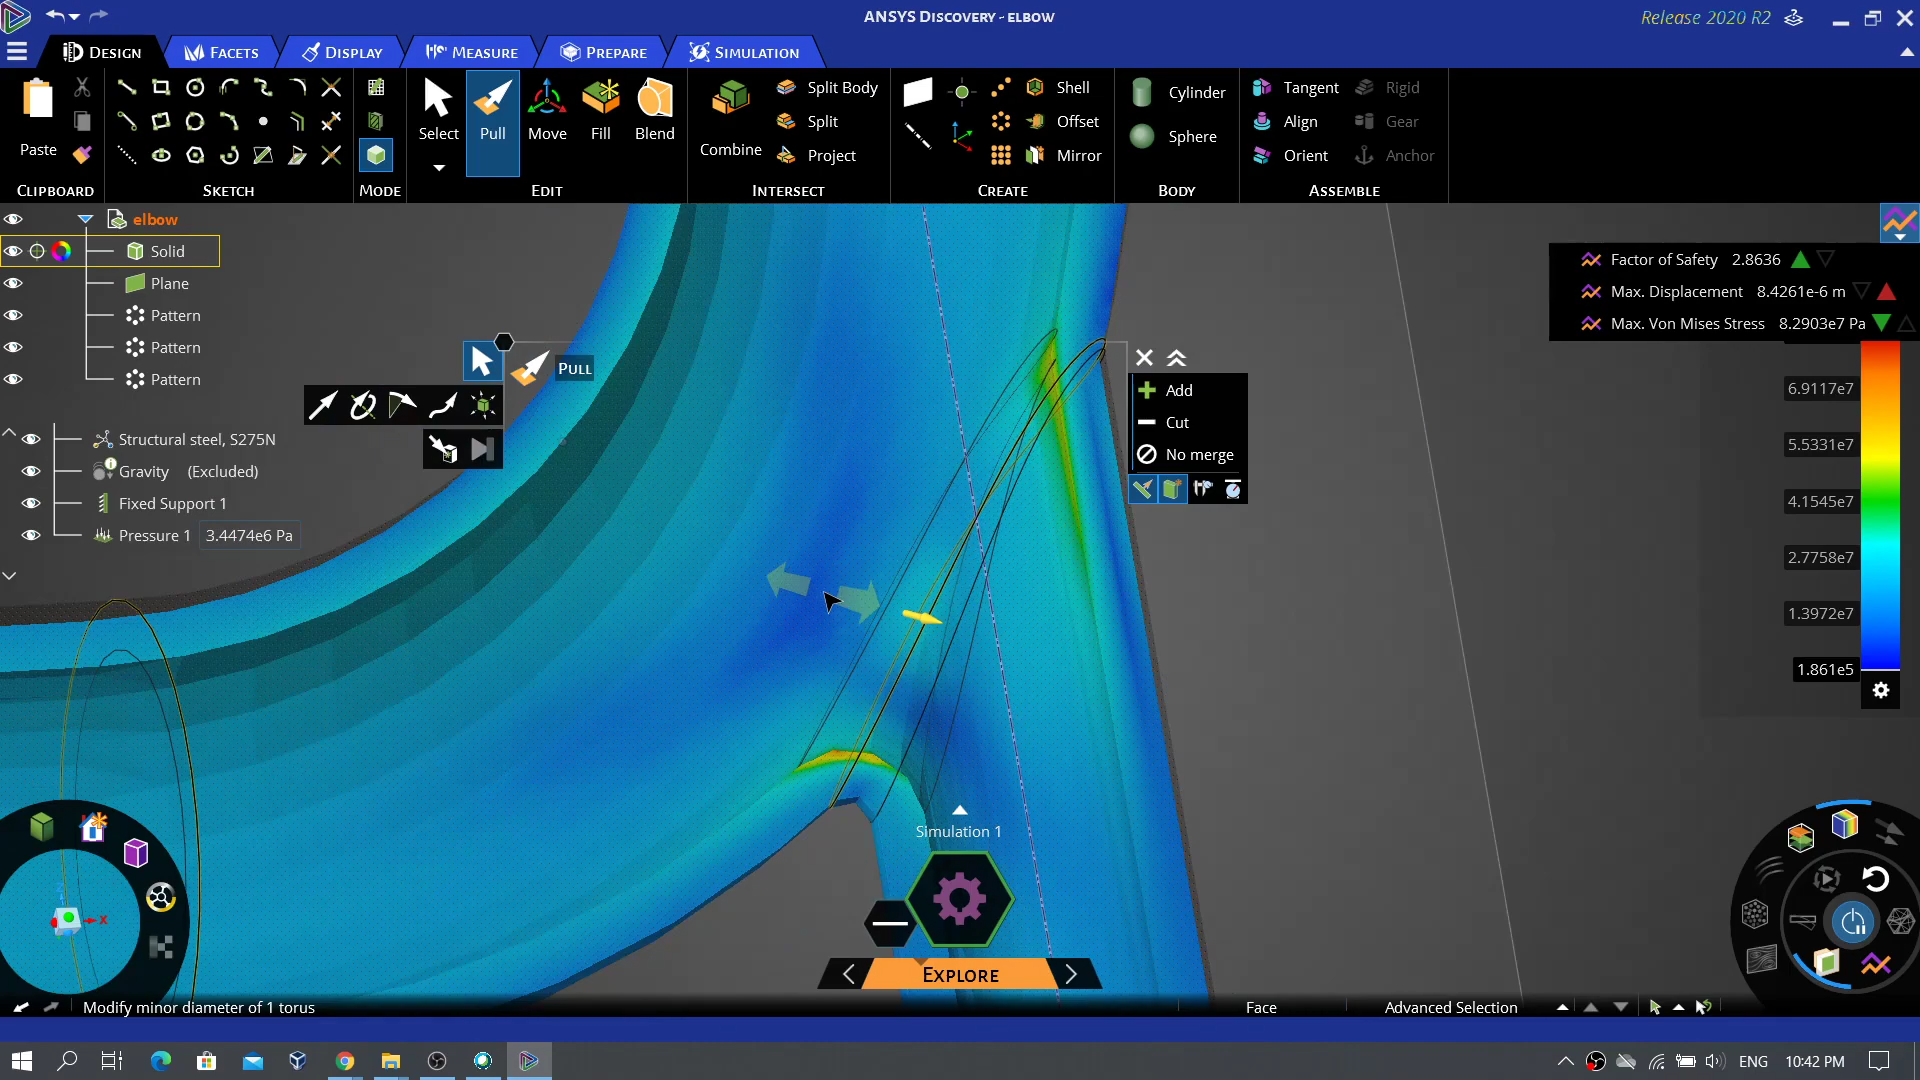 ANSYS Discovery - elbow
Release 2020 R2
Design
Facets
Display
Measure
Prepare
Simulation
Paste
Select
Pull
Move
Fill
Blend
Combine
Split Body
Split
Project
Shell
Offset
Mirror
Cylinder
Sphere
Tangent
Align
Orient
Rigid
Gear
Anchor
Clipboard
Sketch
Mode
Edit
Intersect
Create
Body
Assemble
elbow
Solid
Plane
Pattern
Pattern
Pattern
Structural steel, S275N
Gravity (Excluded)
Fixed Support 1
Pressure 1 3.4474e6 Pa
Pull
Add
Cut
No merge
Factor of Safety 2.8636
Max. Displacement 8.4261e-6 m
Max. Von Mises Stress 8.2903e7 Pa
6.9117e7
5.5331e7
4.1545e7
2.7758e7
1.3972e7
1.861e5
X
Simulation 1
Explore
Modify minor diameter of 1 torus
Face
Advanced Selection
ENG
10:42 PM